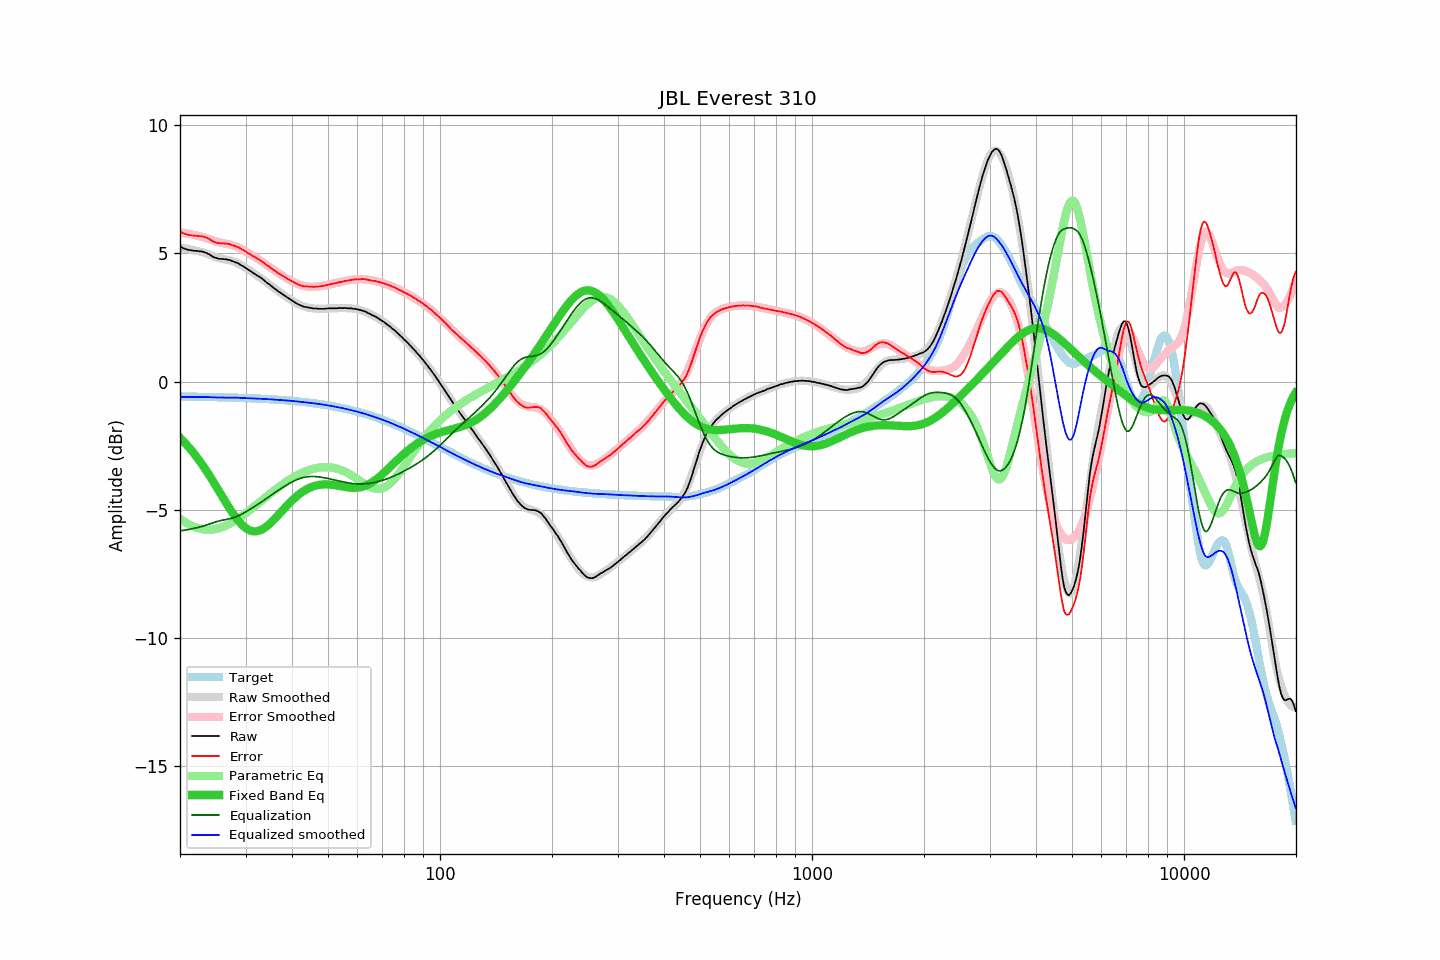 JBL Everest 310
10
5
0
−5
−10
−15
Amplitude (dBr)
Target
Raw Smoothed
Error Smoothed
Raw
Error
Parametric Eq
Fixed Band Eq
Equalization
Equalized smoothed
100
1000
10000
Frequency (Hz)